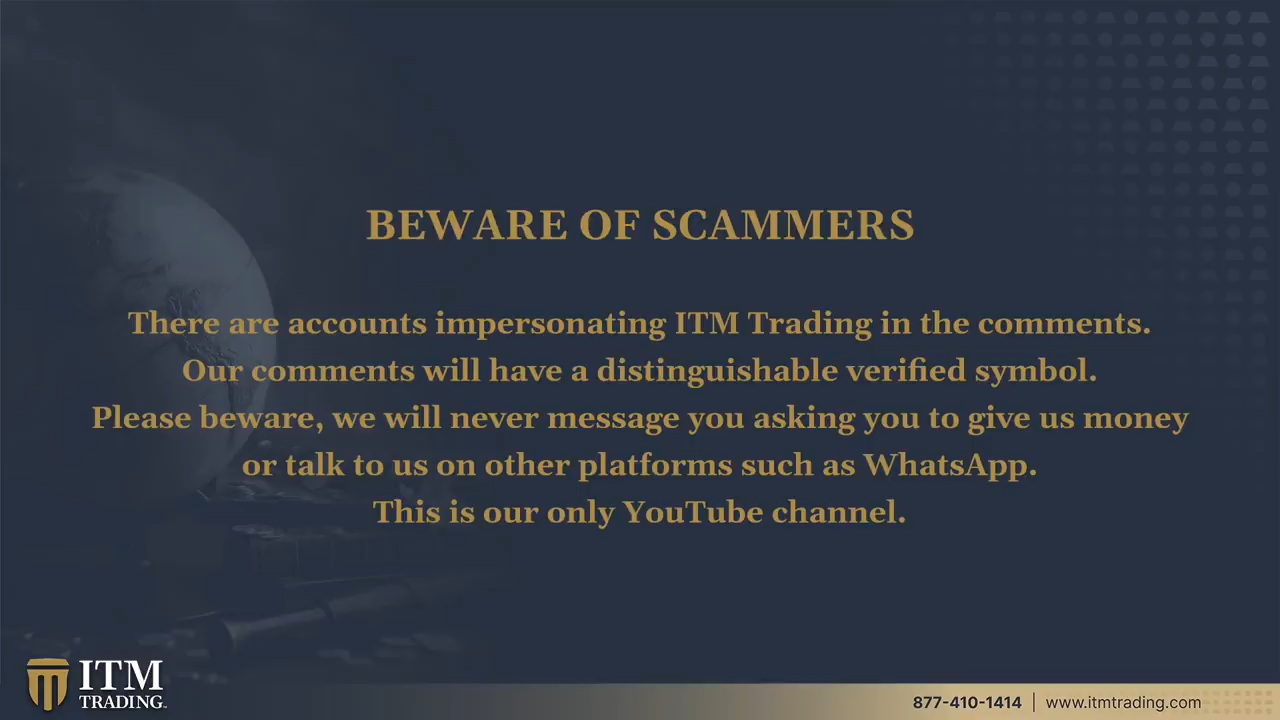 BEWARE OF SCAMMERS
There are accounts impersonating ITM Trading in the comments.
Our comments will have a distinguishable verified symbol.
Please beware, we will never message you asking you to give us money
or talk to us on other platforms such as WhatsApp.
This is our only YouTube channel.
ITM
TRADING
877-410-1414 | www.itmtrading.com